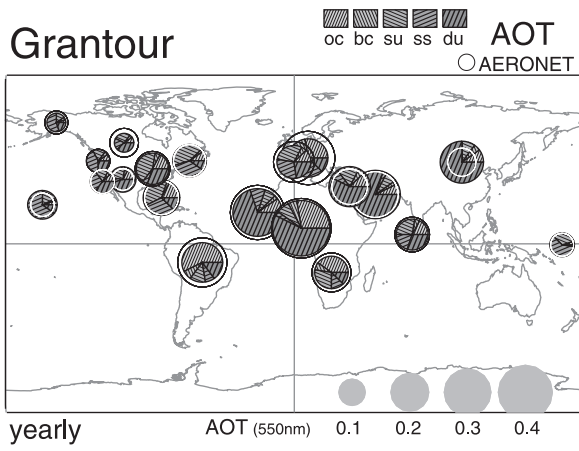 Grantour
oc bc su ss du
AOT
AERONET
yearly
AOT (550nm) 0.1 0.2 0.3 0.4